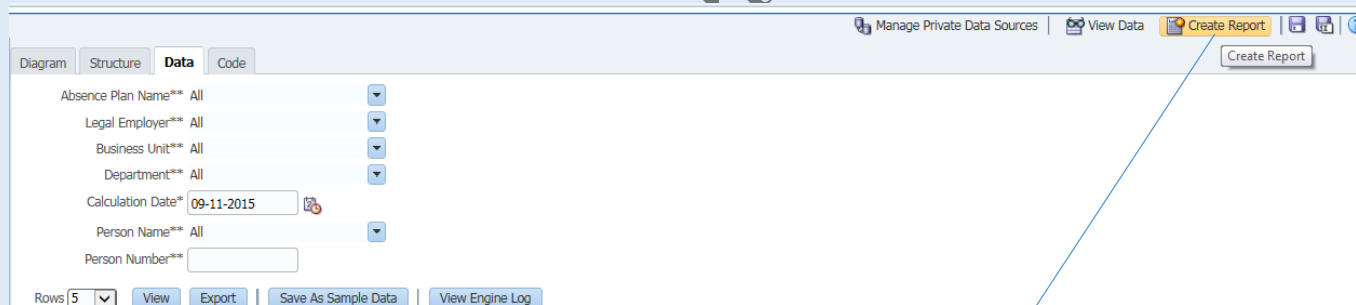 Manage Private Data Sources View Data Create Report
Create Report
Diagram Structure Data Code
Absence Plan Name** All
Legal Employer** All
Business Unit** All
Department** All
Calculation Date* 09-11-2015
Person Name** All
Person Number**
Rows 5 View Export Save As Sample Data View Engine Log